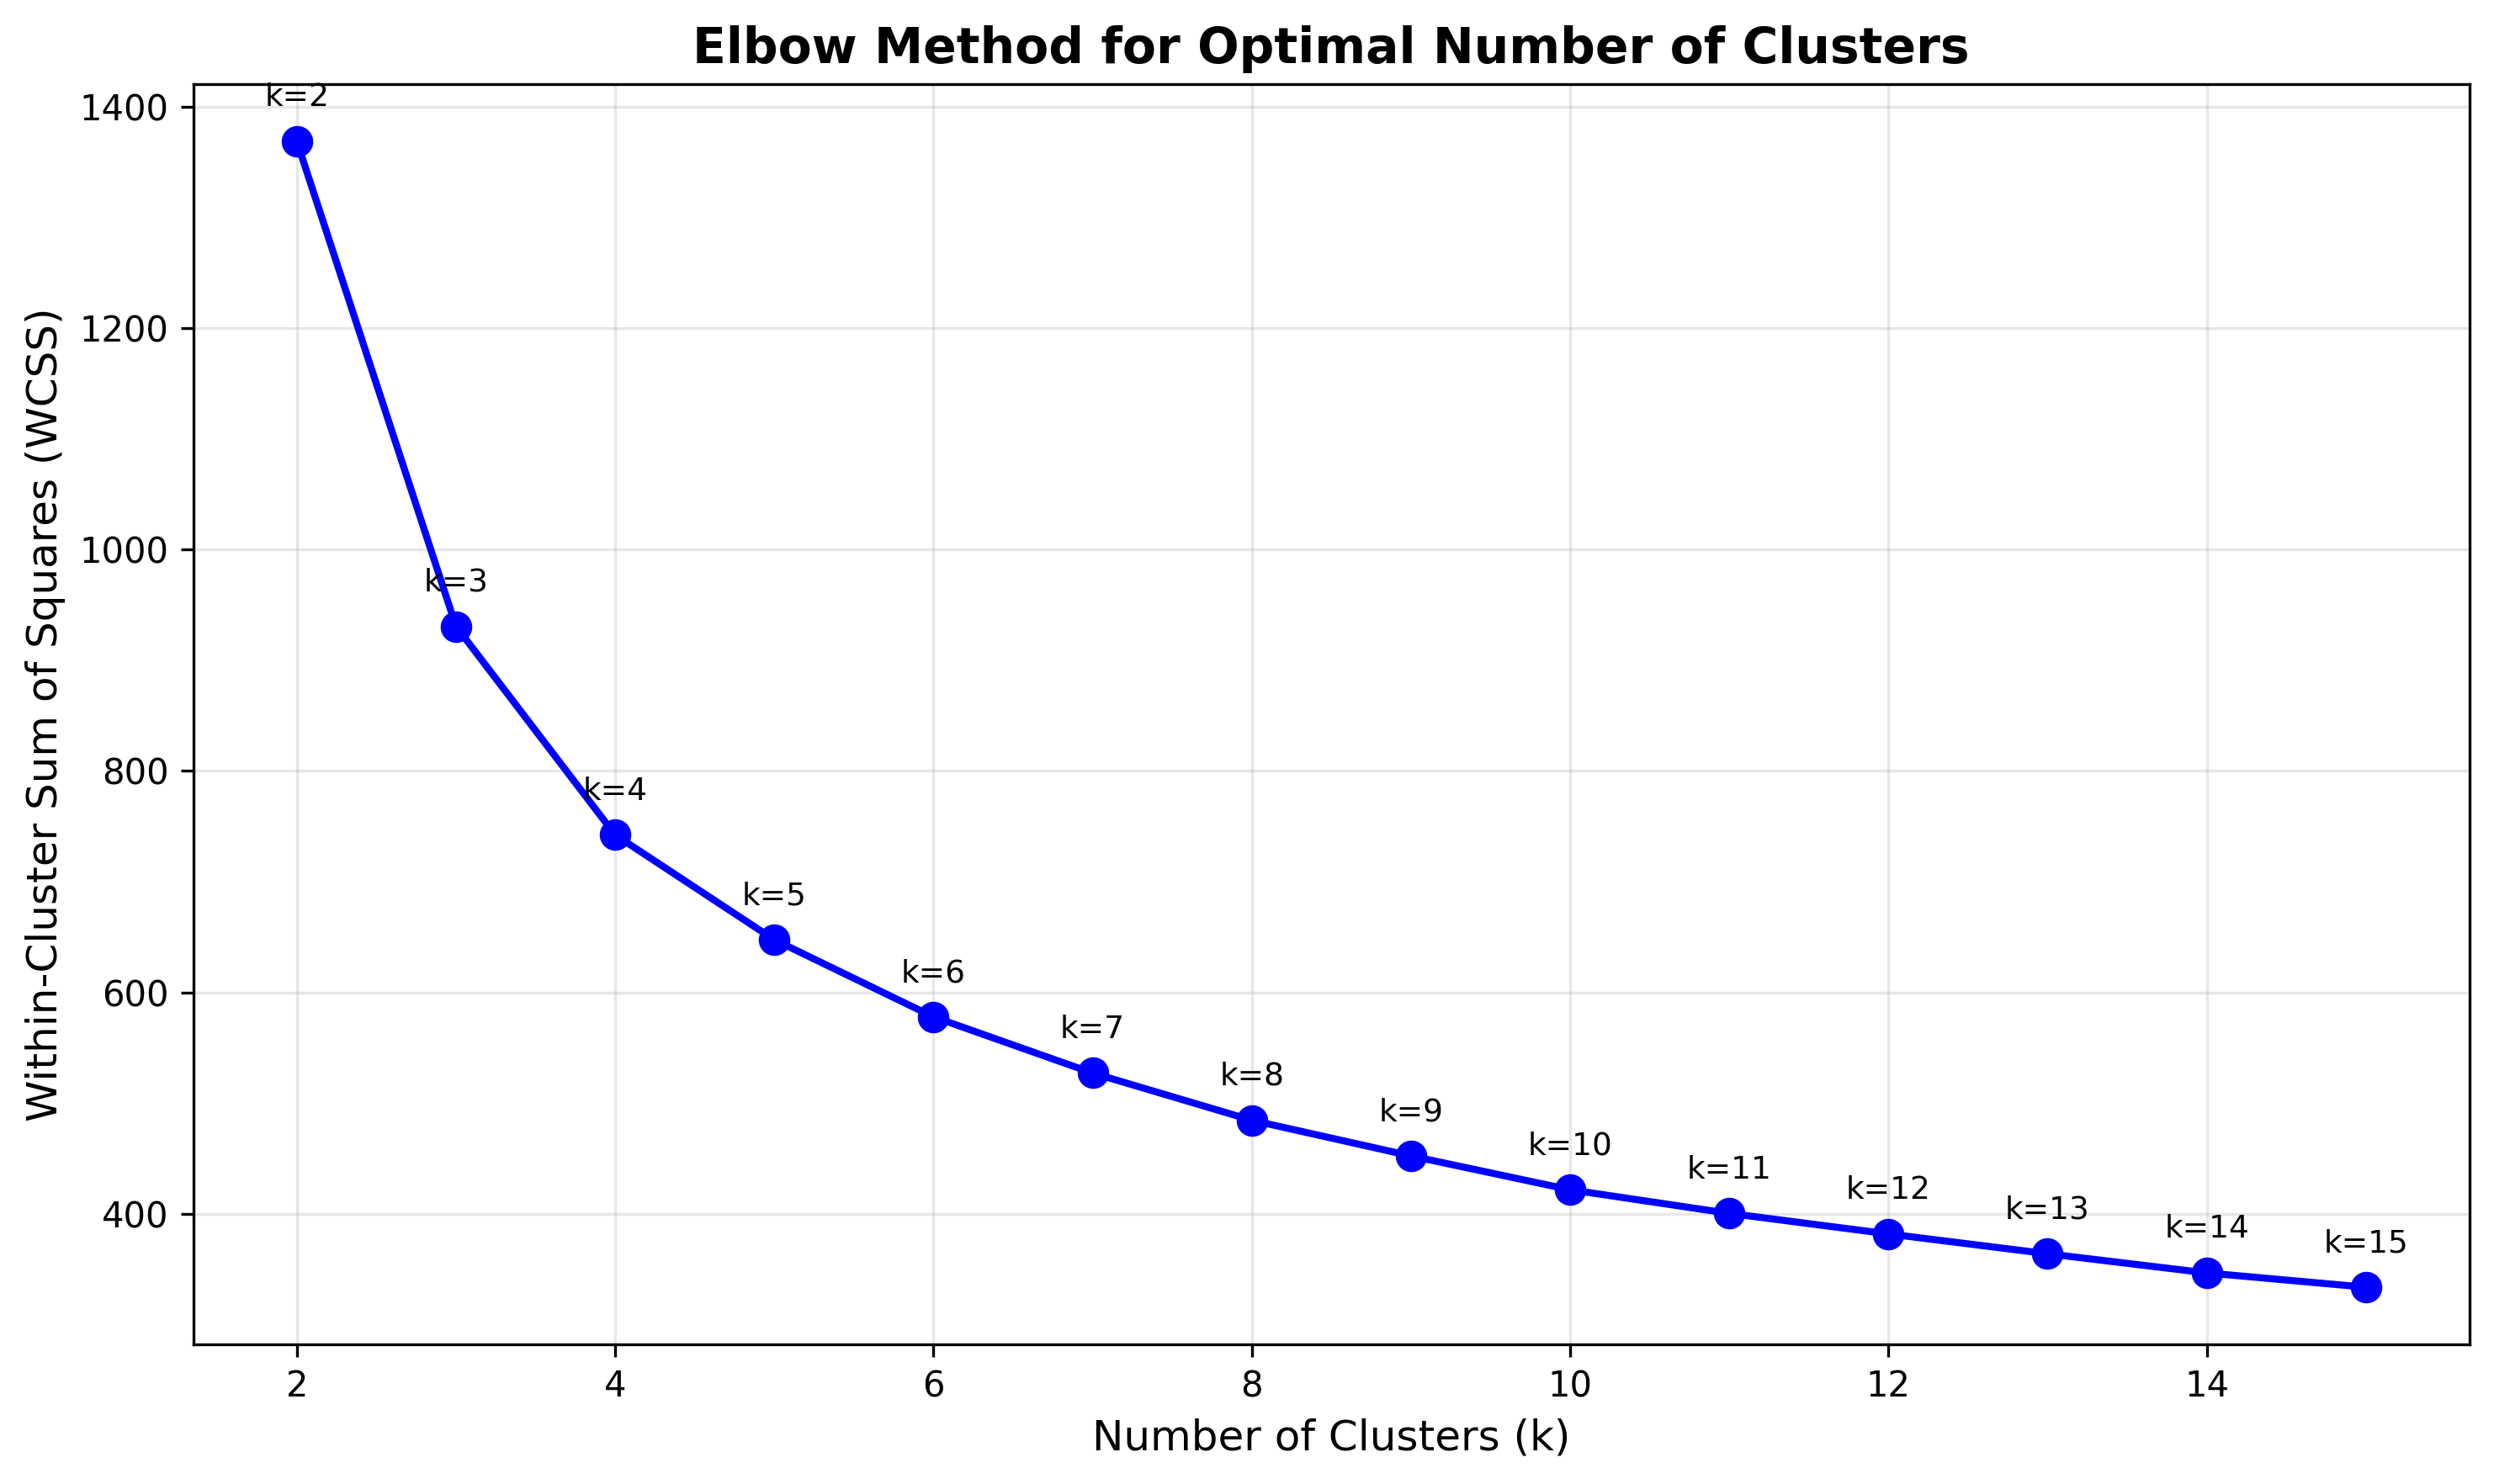 Elbow Method for Optimal Number of Clusters
Within-Cluster Sum of Squares (WCSS)
1400
1200
1000
800
600
400
k=2
k=3
k=4
k=5
k=6
k=7
k=8
k=9
k=10
k=11
k=12
k=13
k=14
k=15
2
4
6
8
10
12
14
Number of Clusters (k)